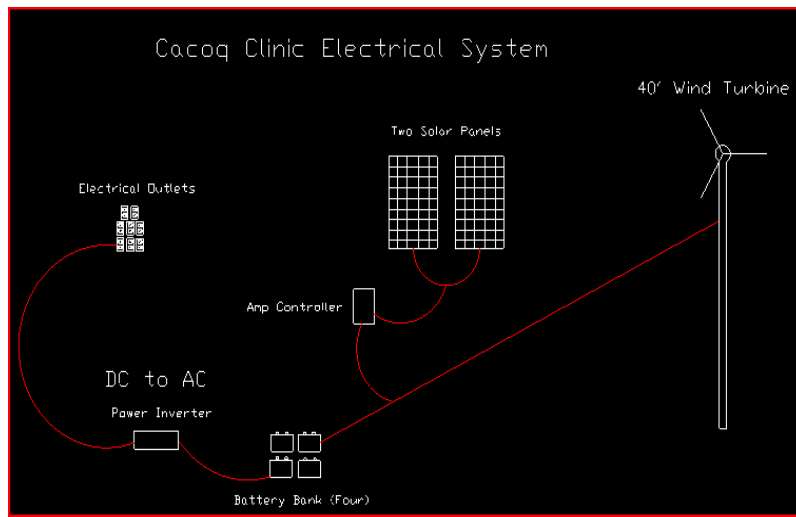 Cacoq Clinic Electrical System
40' Wind Turbine
Two Solar Panels
Electrical Outlets
Amp Controller
DC to AC
Power Inverter
Battery Bank (Four)